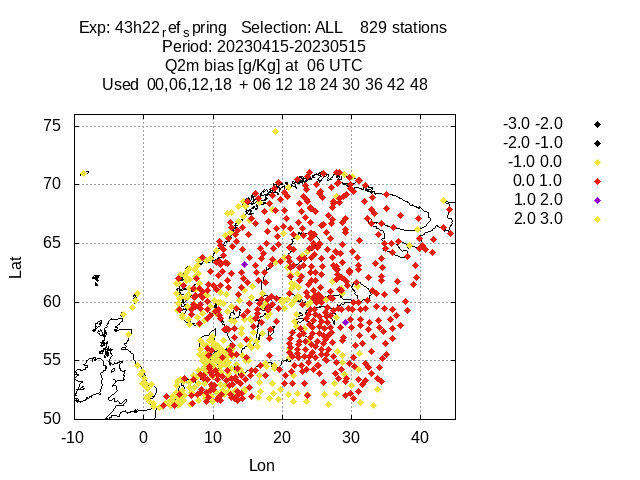 Exp: 43h22ref_spring Selection: ALL 829 stations
Period: 20230415-20230515
Q2m bias [g/Kg] at 06 UTC
Used 00,06,12,18 + 06 12 18 24 30 36 42 48
-3.0 -2.0
-2.0 -1.0
-1.0 0.0
0.0 1.0
1.0 2.0
2.0 3.0
75
70
65
60
55
50
Lat
-10 0 10 20 30 40
Lon